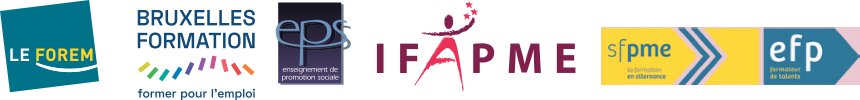 LE FOREM
BRUXELLES
FORMATION
former pour l'emploi
eps
enseignement de
promotion sociale
IFAPME
sfpme
la formation
en alternance
efp
formateur
de talents